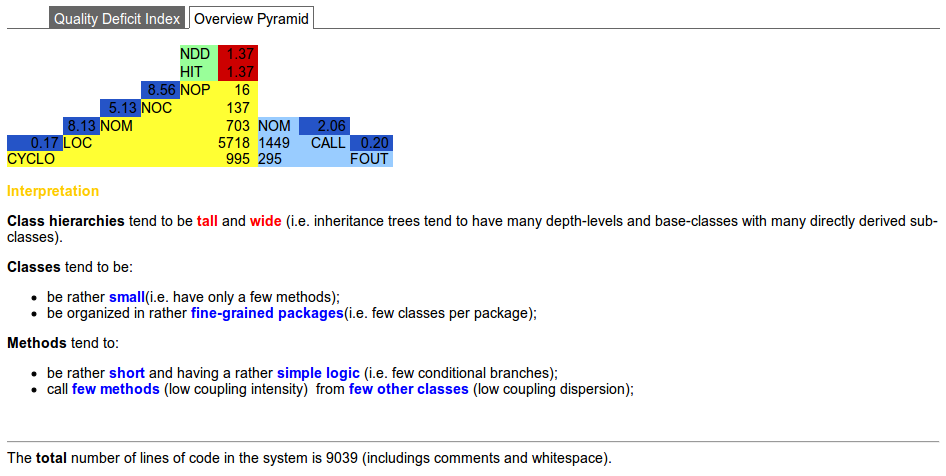 Quality Deficit Index Overview Pyramid
NDD 1.37
HIT 1.37
8.56 NOP 16
5.13 NOC 137
8.13 NOM 703 NOM 2.06
0.17 LOC 5718 1449 CALL 0.20
CYCLO 995 295 FOUT
Interpretation
Class hierarchies tend to be tall and wide (i.e. inheritance trees tend to have many depth-levels and base-classes with many directly derived sub-
classes).
Classes tend to be:
• be rather small(i.e. have only a few methods);
• be organized in rather fine-grained packages(i.e. few classes per package);
Methods tend to:
• be rather short and having a rather simple logic (i.e. few conditional branches);
• call few methods (low coupling intensity)  from few other classes (low coupling dispersion);
The total number of lines of code in the system is 9039 (includings comments and whitespace).